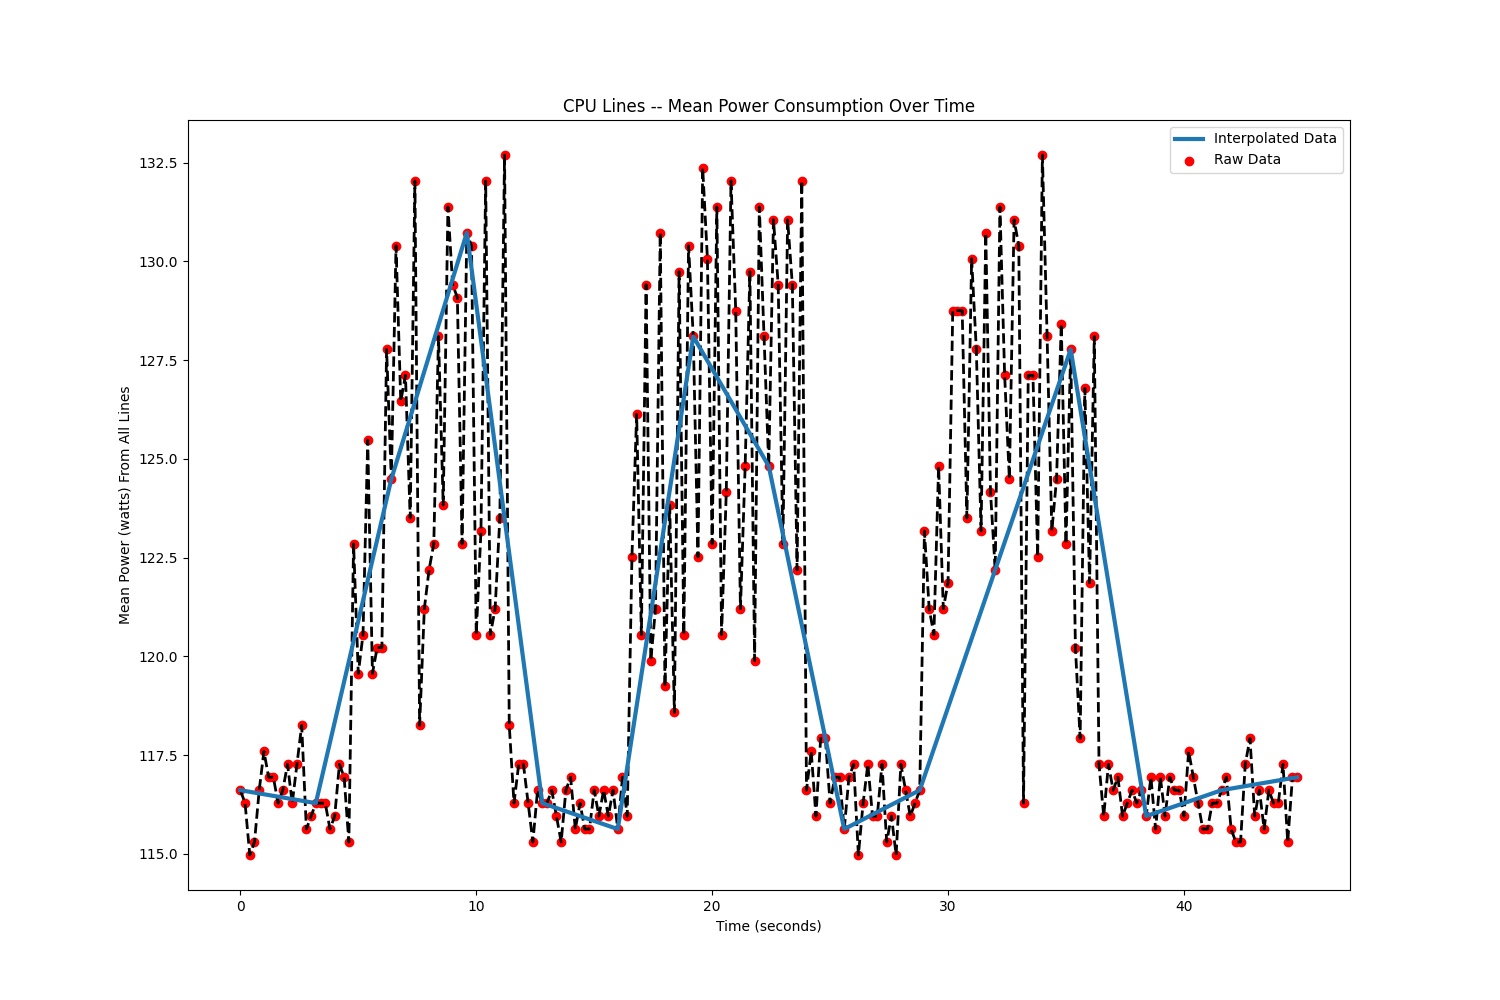 CPU Lines -- Mean Power Consumption Over Time
Interpolated Data
Raw Data
132.5
130.0
127.5
125.0
122.5
120.0
117.5
115.0
Mean Power (watts) From All Lines
0 10 20 30 40
Time (seconds)